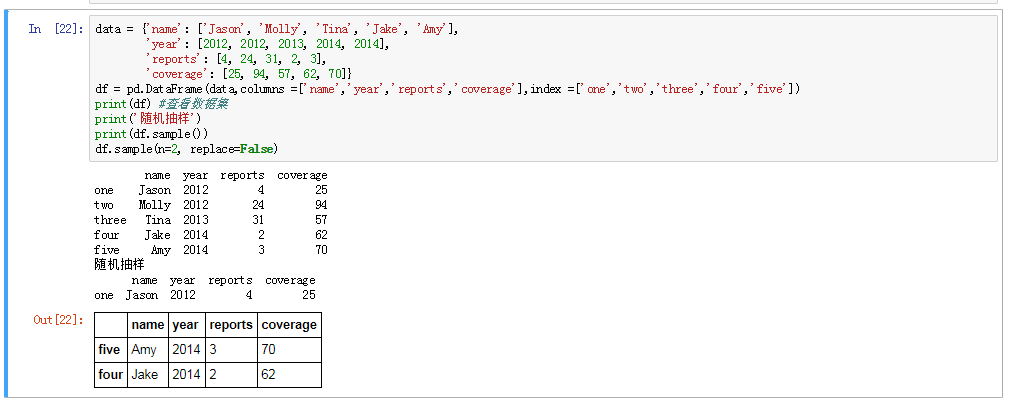 In [22]: data = {'name': ['Jason', 'Molly', 'Tina', 'Jake', 'Amy'],
'year': [2012, 2012, 2013, 2014, 2014],
'reports': [4, 24, 31, 2, 3],
'coverage': [25, 94, 57, 62, 70]}
df = pd.DataFrame(data,columns =['name','year','reports','coverage'],index =['one','two','three','four','five'])
print(df) #查看数据集
print('随机抽样')
print(df.sample())
df.sample(n=2, replace=False)
name year reports coverage
one Jason 2012 4 25
two Molly 2012 24 94
three Tina 2013 31 57
four Jake 2014 2 62
five Amy 2014 3 70
随机抽样
name year reports coverage
one Jason 2012 4 25
Out[22]: name year reports coverage
five Amy 2014 3 70
four Jake 2014 2 62